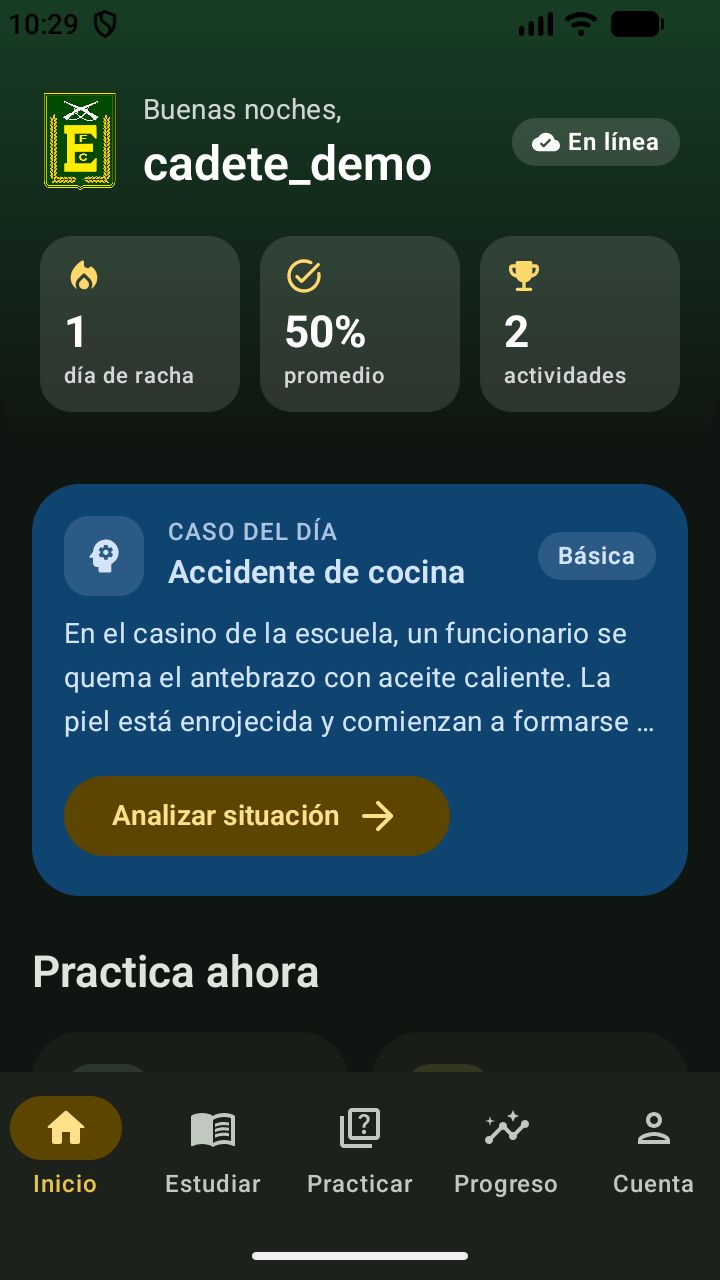 10:29
Buenas noches,
cadete_demo
En línea
E
F
C
1
día de racha
50%
promedio
2
actividades
CASO DEL DÍA
Accidente de cocina
Básica
En el casino de la escuela, un funcionario se
quema el antebrazo con aceite caliente. La
piel está enrojecida y comienzan a formarse …
Analizar situación
Practica ahora
Inicio
Estudiar
Practicar
Progreso
Cuenta